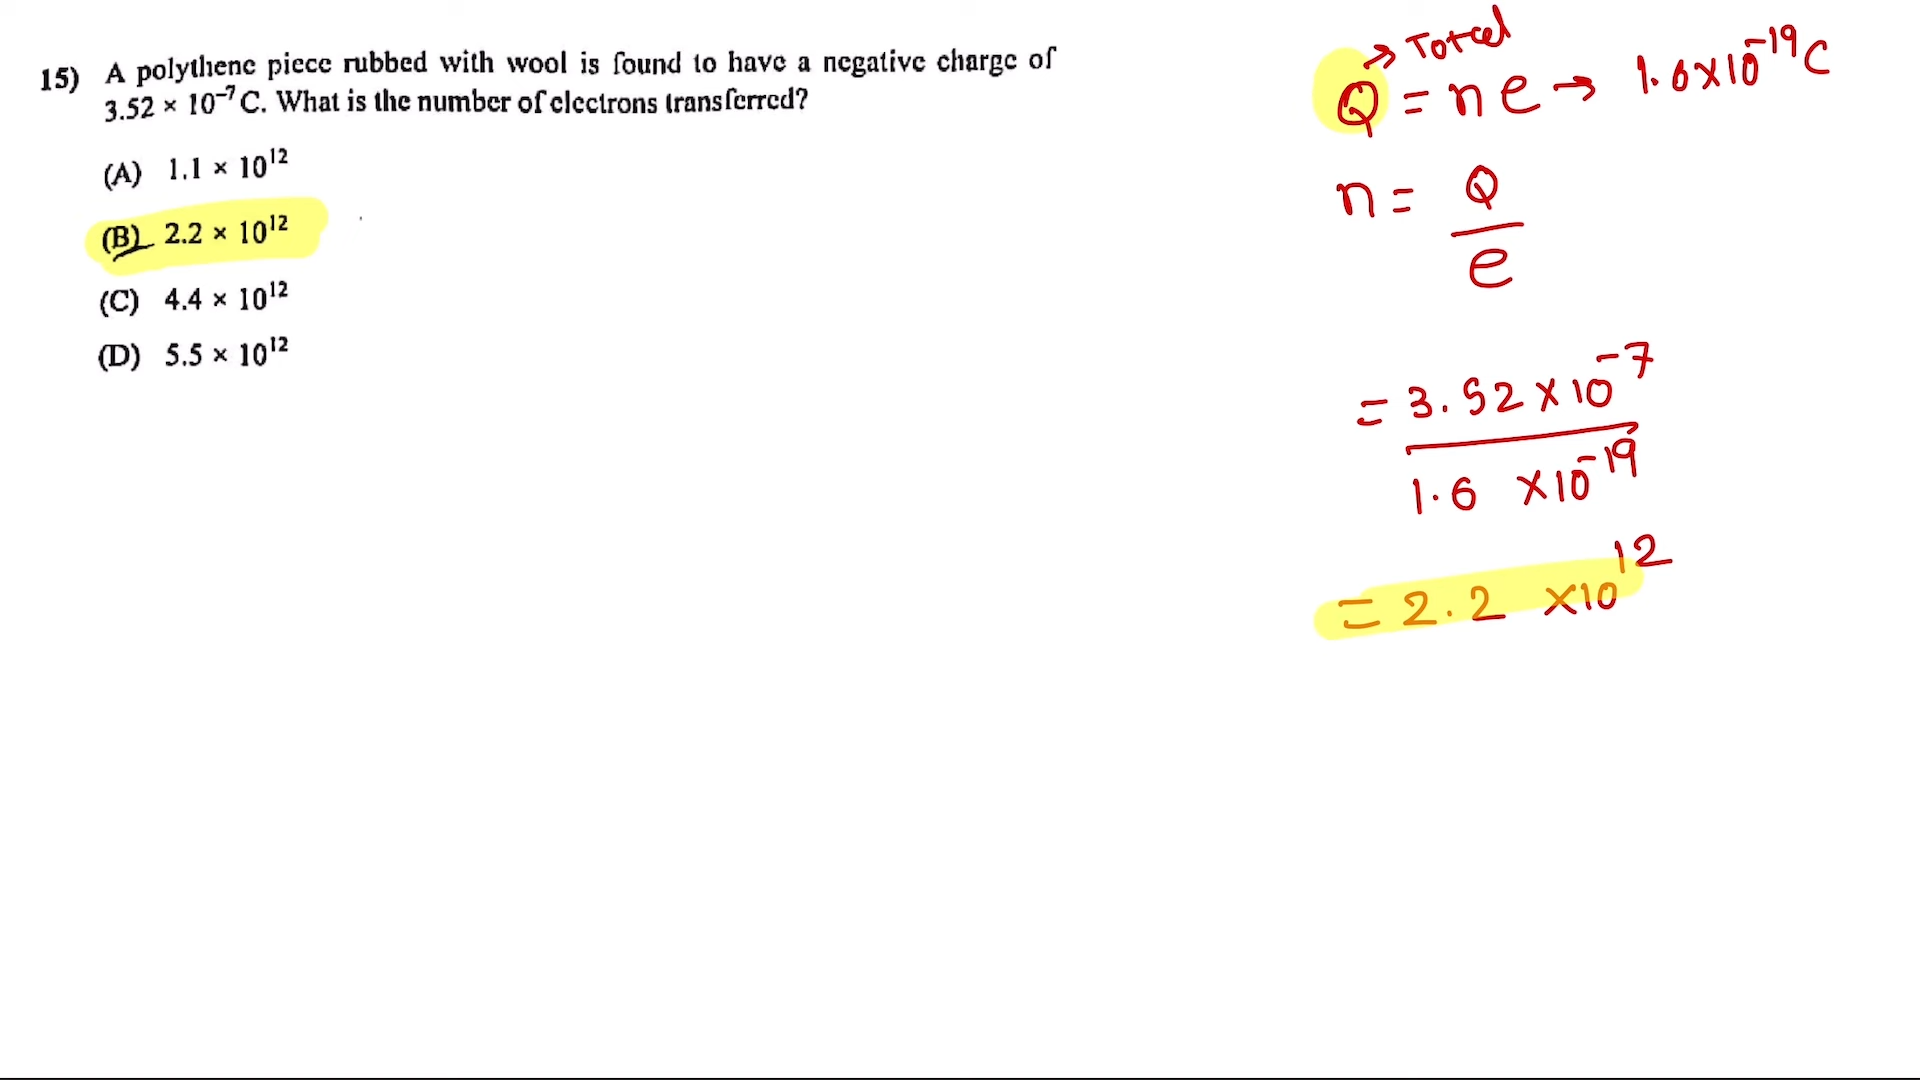 15) A polythene piece rubbed with wool is found to have a negative charge of
3.52 × 10⁻⁷ C. What is the number of electrons transferred?
(A) 1.1 × 10¹²
(B) 2.2 × 10¹²
(C) 4.4 × 10¹²
(D) 5.5 × 10¹²
→ Total
Q = n e → 1.6×10⁻¹⁹ C
n = Q
e
= 3.52 × 10⁻⁷
1.6 × 10⁻¹⁹
= 2.2 × 10¹²